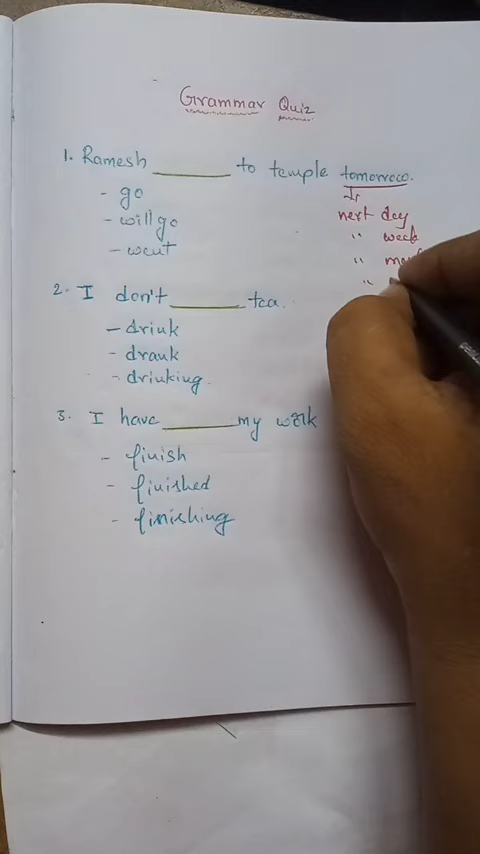 Grammar Quiz
1. Ramesh ______ to temple tomorrow.
- go
- will go
- went
next day
" week
"
"
2. I don't ______ tea.
- drink
- drank
- drinking.
3. I have ______ my work
- finish
- finished
- finishing